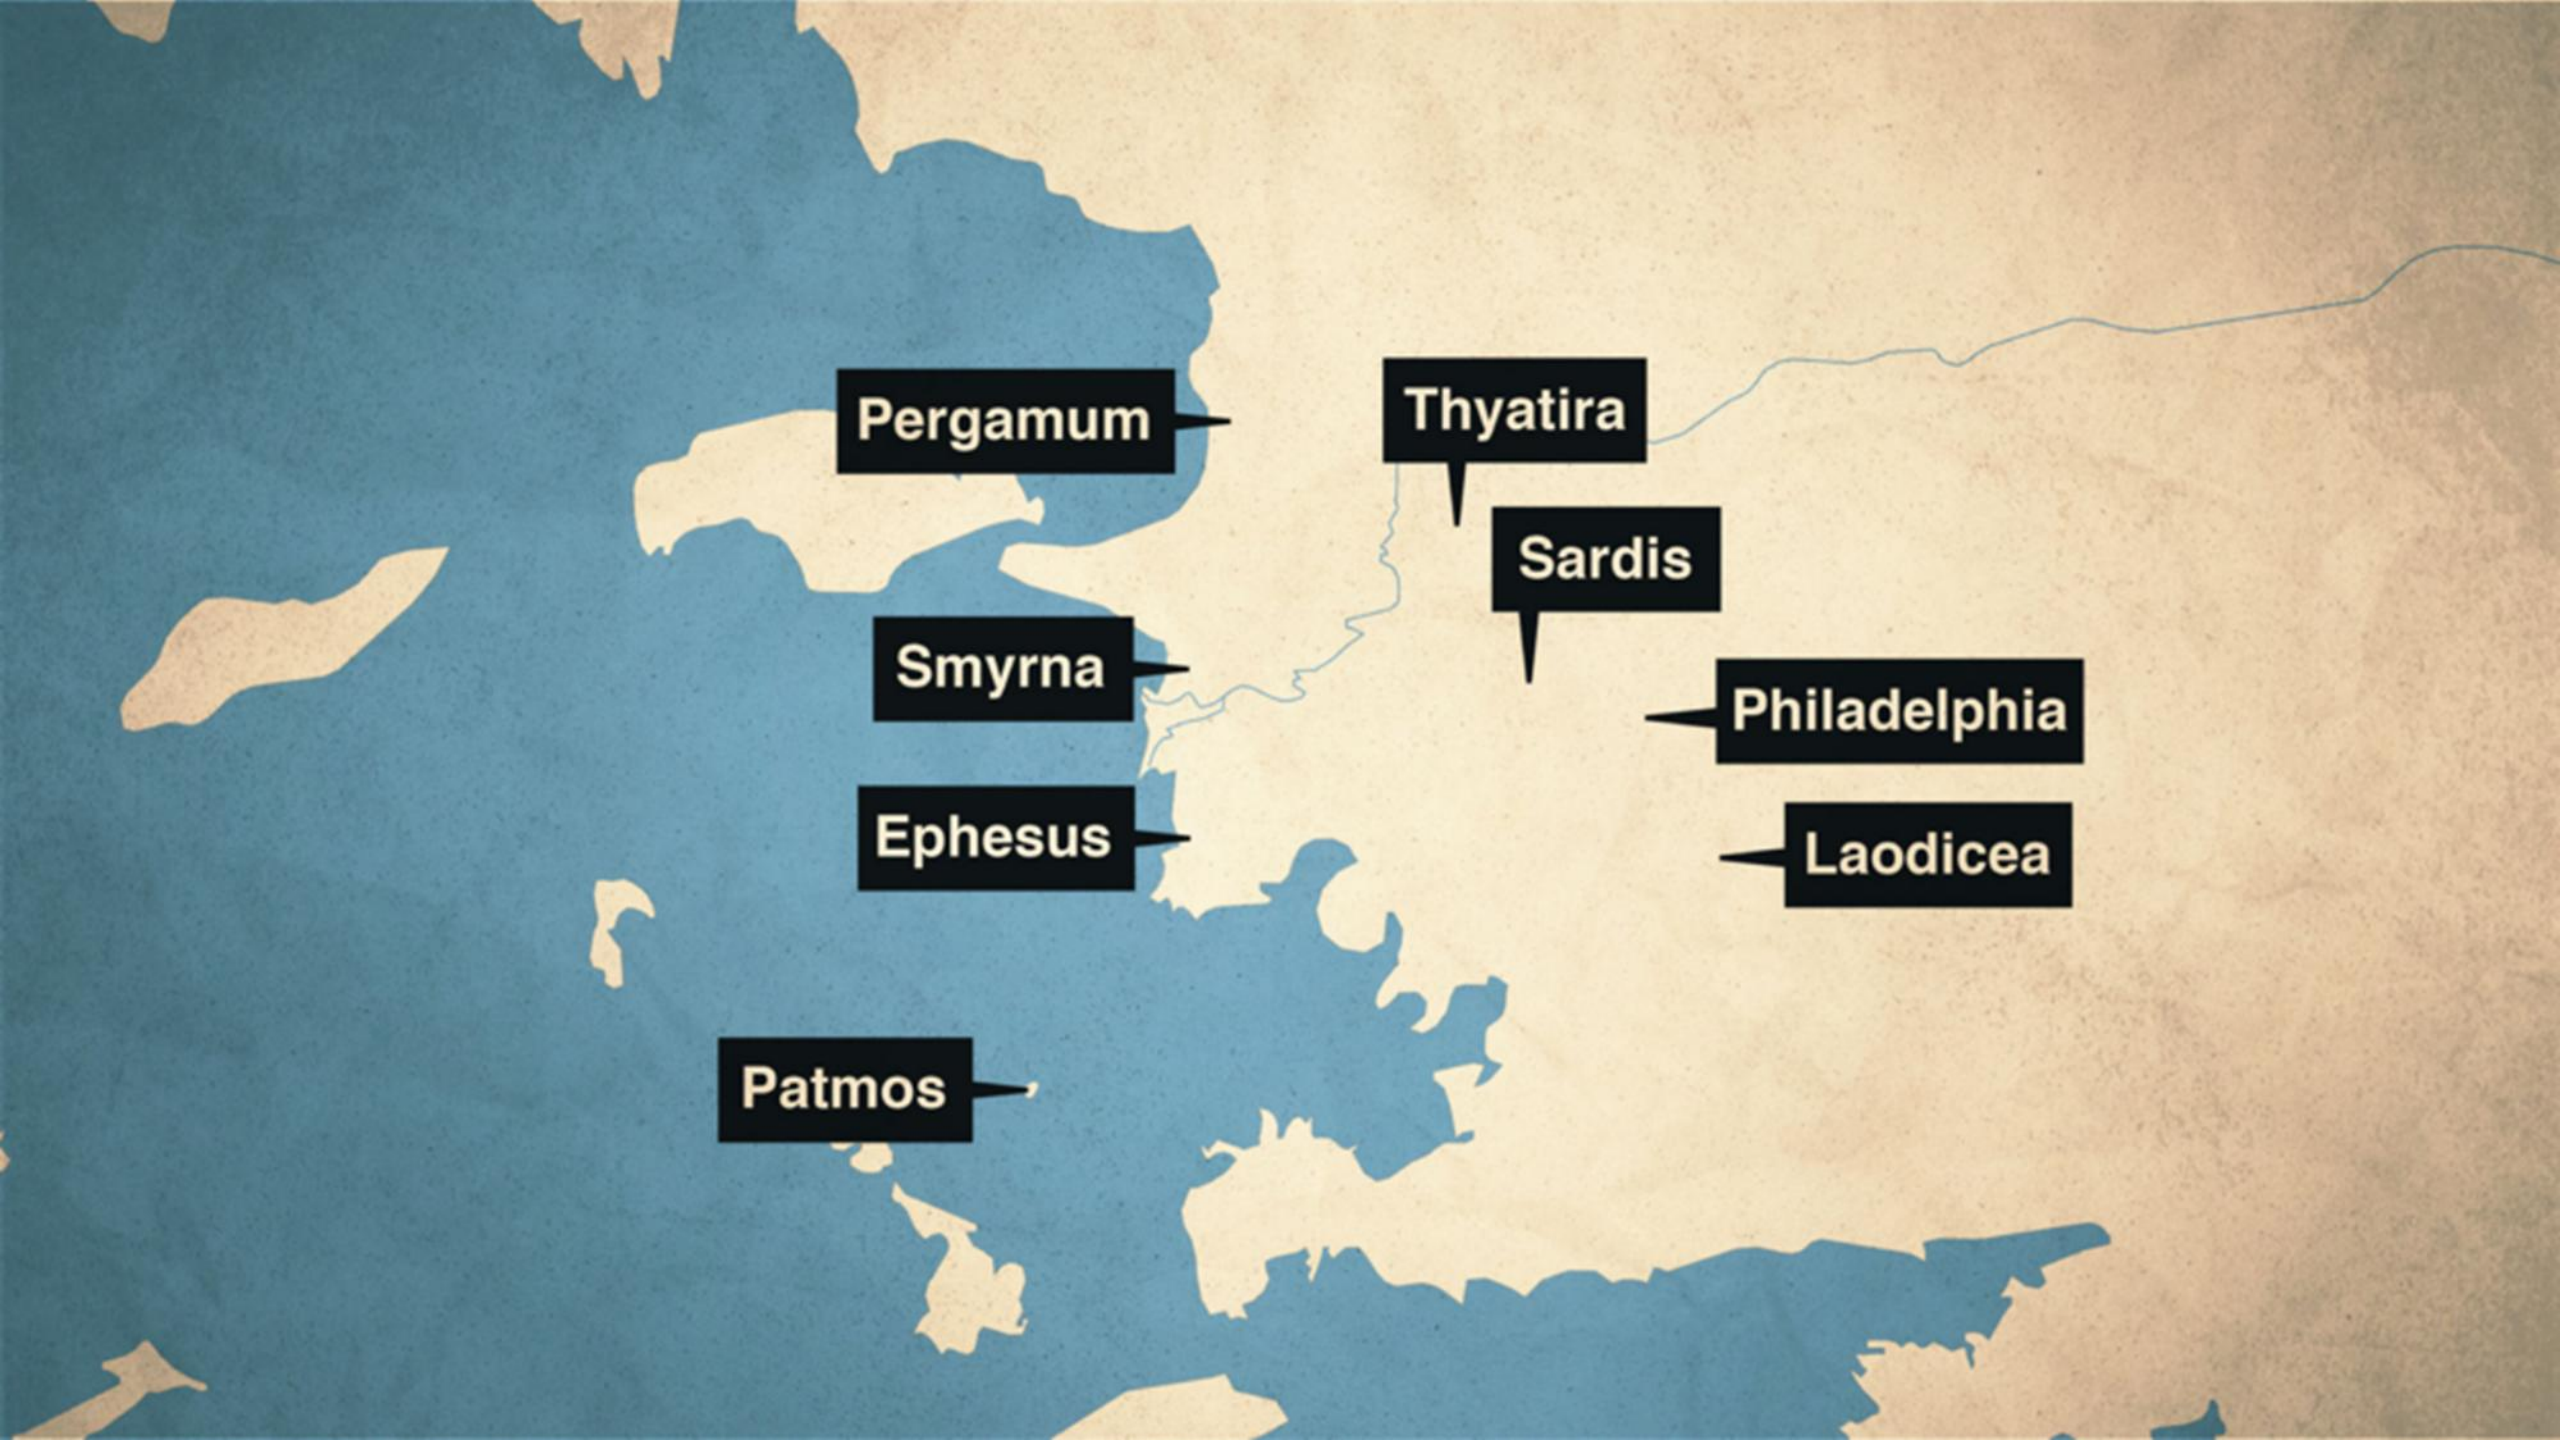 Thyatira
Pergamum
Sardis
Smyrna
Philadelphia
Ephesus
Laodicea
Patmos